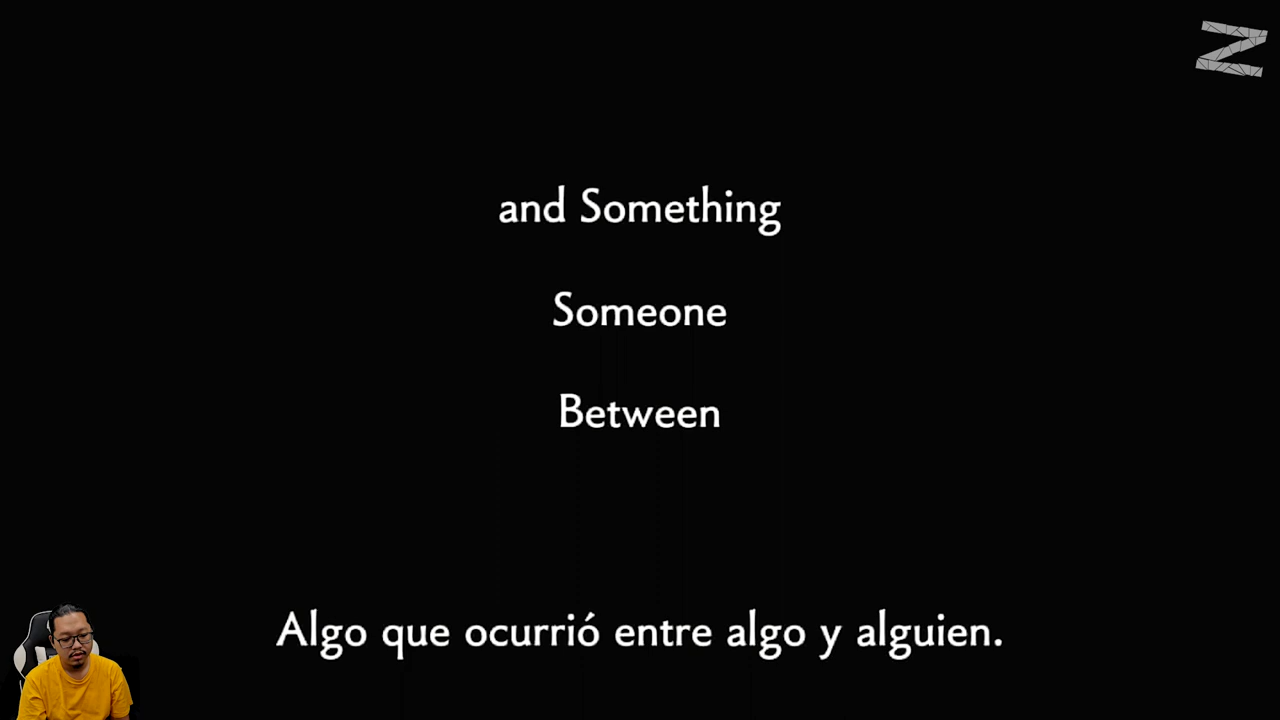 Z
and Something
Someone
Between
Algo que ocurrió entre algo y alguien.